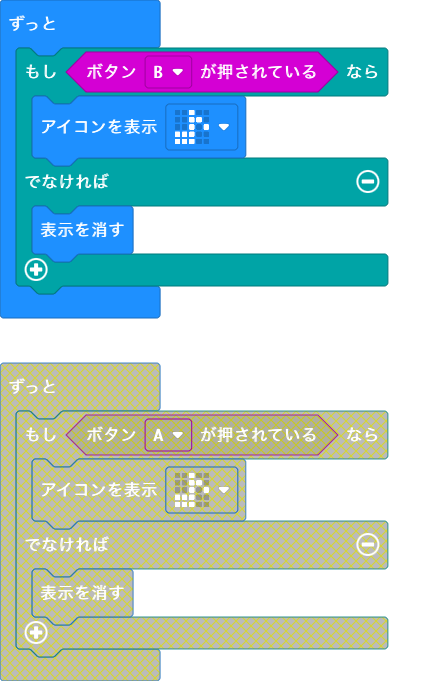 ずっと
もし ボタン B が押されている なら
アイコンを表示
でなければ
表示を消す
ずっと
もし ボタン A が押されている なら
アイコンを表示
でなければ
表示を消す